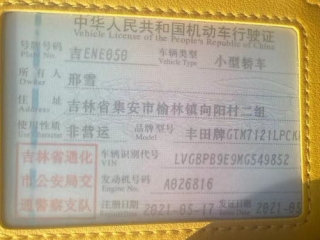 中华人民共和国机动车行驶证
Vehicle License of the People's Republic of China
号牌号码 吉ENE050 车辆类型 小型轿车
Plate No. Vehicle Type
所有人 邢雪
Owner
住址 吉林省集安市榆林镇向阳村二组
Address
使用性质 非营运 品牌型号 丰田牌GTM7121LPCK
Use Character Model
吉林省通化 车辆识别代号 LVGBPB9E9MG549852
VIN
市公安局交 发动机号码 A026816
Engine No.
通警察支队 注册日期 2021-05-17 发证日期 2021-05